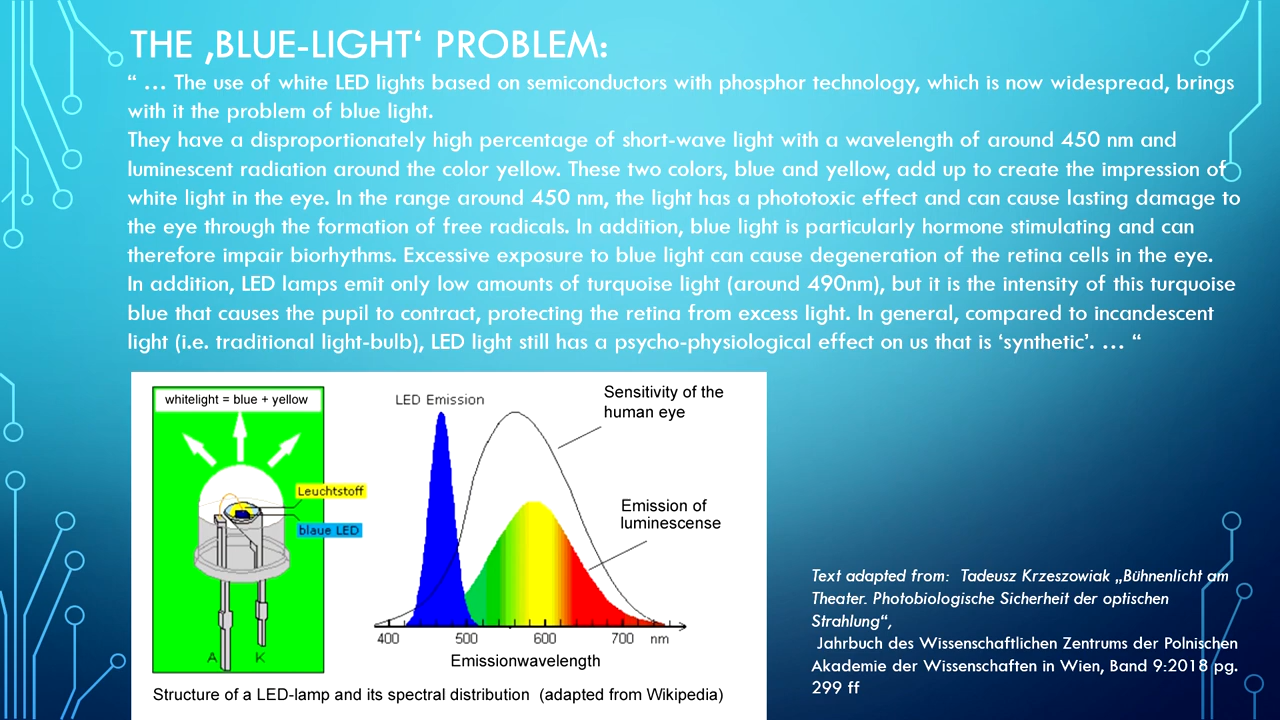 THE ‚BLUE-LIGHT‘ PROBLEM:
“ … The use of white LED lights based on semiconductors with phosphor technology, which is now widespread, brings
with it the problem of blue light.
They have a disproportionately high percentage of short-wave light with a wavelength of around 450 nm and
luminescent radiation around the color yellow. These two colors, blue and yellow, add up to create the impression of
white light in the eye. In the range around 450 nm, the light has a phototoxic effect and can cause lasting damage to
the eye through the formation of free radicals. In addition, blue light is particularly hormone stimulating and can
therefore impair biorhythms. Excessive exposure to blue light can cause degeneration of the retina cells in the eye.
In addition, LED lamps emit only low amounts of turquoise light (around 490nm), but it is the intensity of this turquoise
blue that causes the pupil to contract, protecting the retina from excess light. In general, compared to incandescent
light (i.e. traditional light-bulb), LED light still has a psycho-physiological effect on us that is ‘synthetic’. … “
whitelight = blue + yellow
Leuchtstoff
blaue LED
A K
LED Emission
Sensitivity of the
human eye
Emission of
luminescense
400 500 600 700 nm
Emissionwavelength
Structure of a LED-lamp and its spectral distribution (adapted from Wikipedia)
Text adapted from: Tadeusz Krzeszowiak „Bühnenlicht am
Theater. Photobiologische Sicherheit der optischen
Strahlung“,
Jahrbuch des Wissenschaftlichen Zentrums der Polnischen
Akademie der Wissenschaften in Wien, Band 9:2018 pg.
299 ff